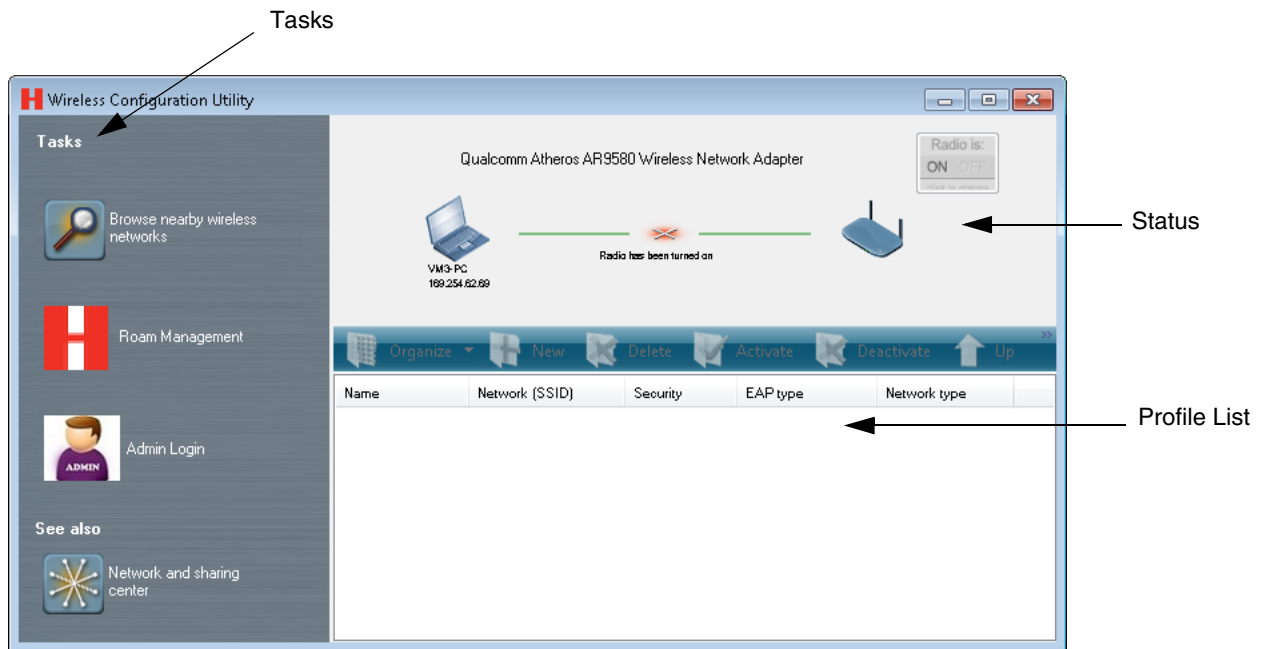 Tasks
Wireless Configuration Utility
Tasks
Browse nearby wireless
networks
Roam Management
ADMIN
Admin Login
See also
Network and sharing
center
Qualcomm Atheros AR9580 Wireless Network Adapter
Radio is:
ON OFF
click to change
Radio has been turned on
VM3-PC
169.254.62.69
Status
Organize
New
Delete
Activate
Deactivate
Up
Name Network (SSID) Security EAP type Network type
Profile List